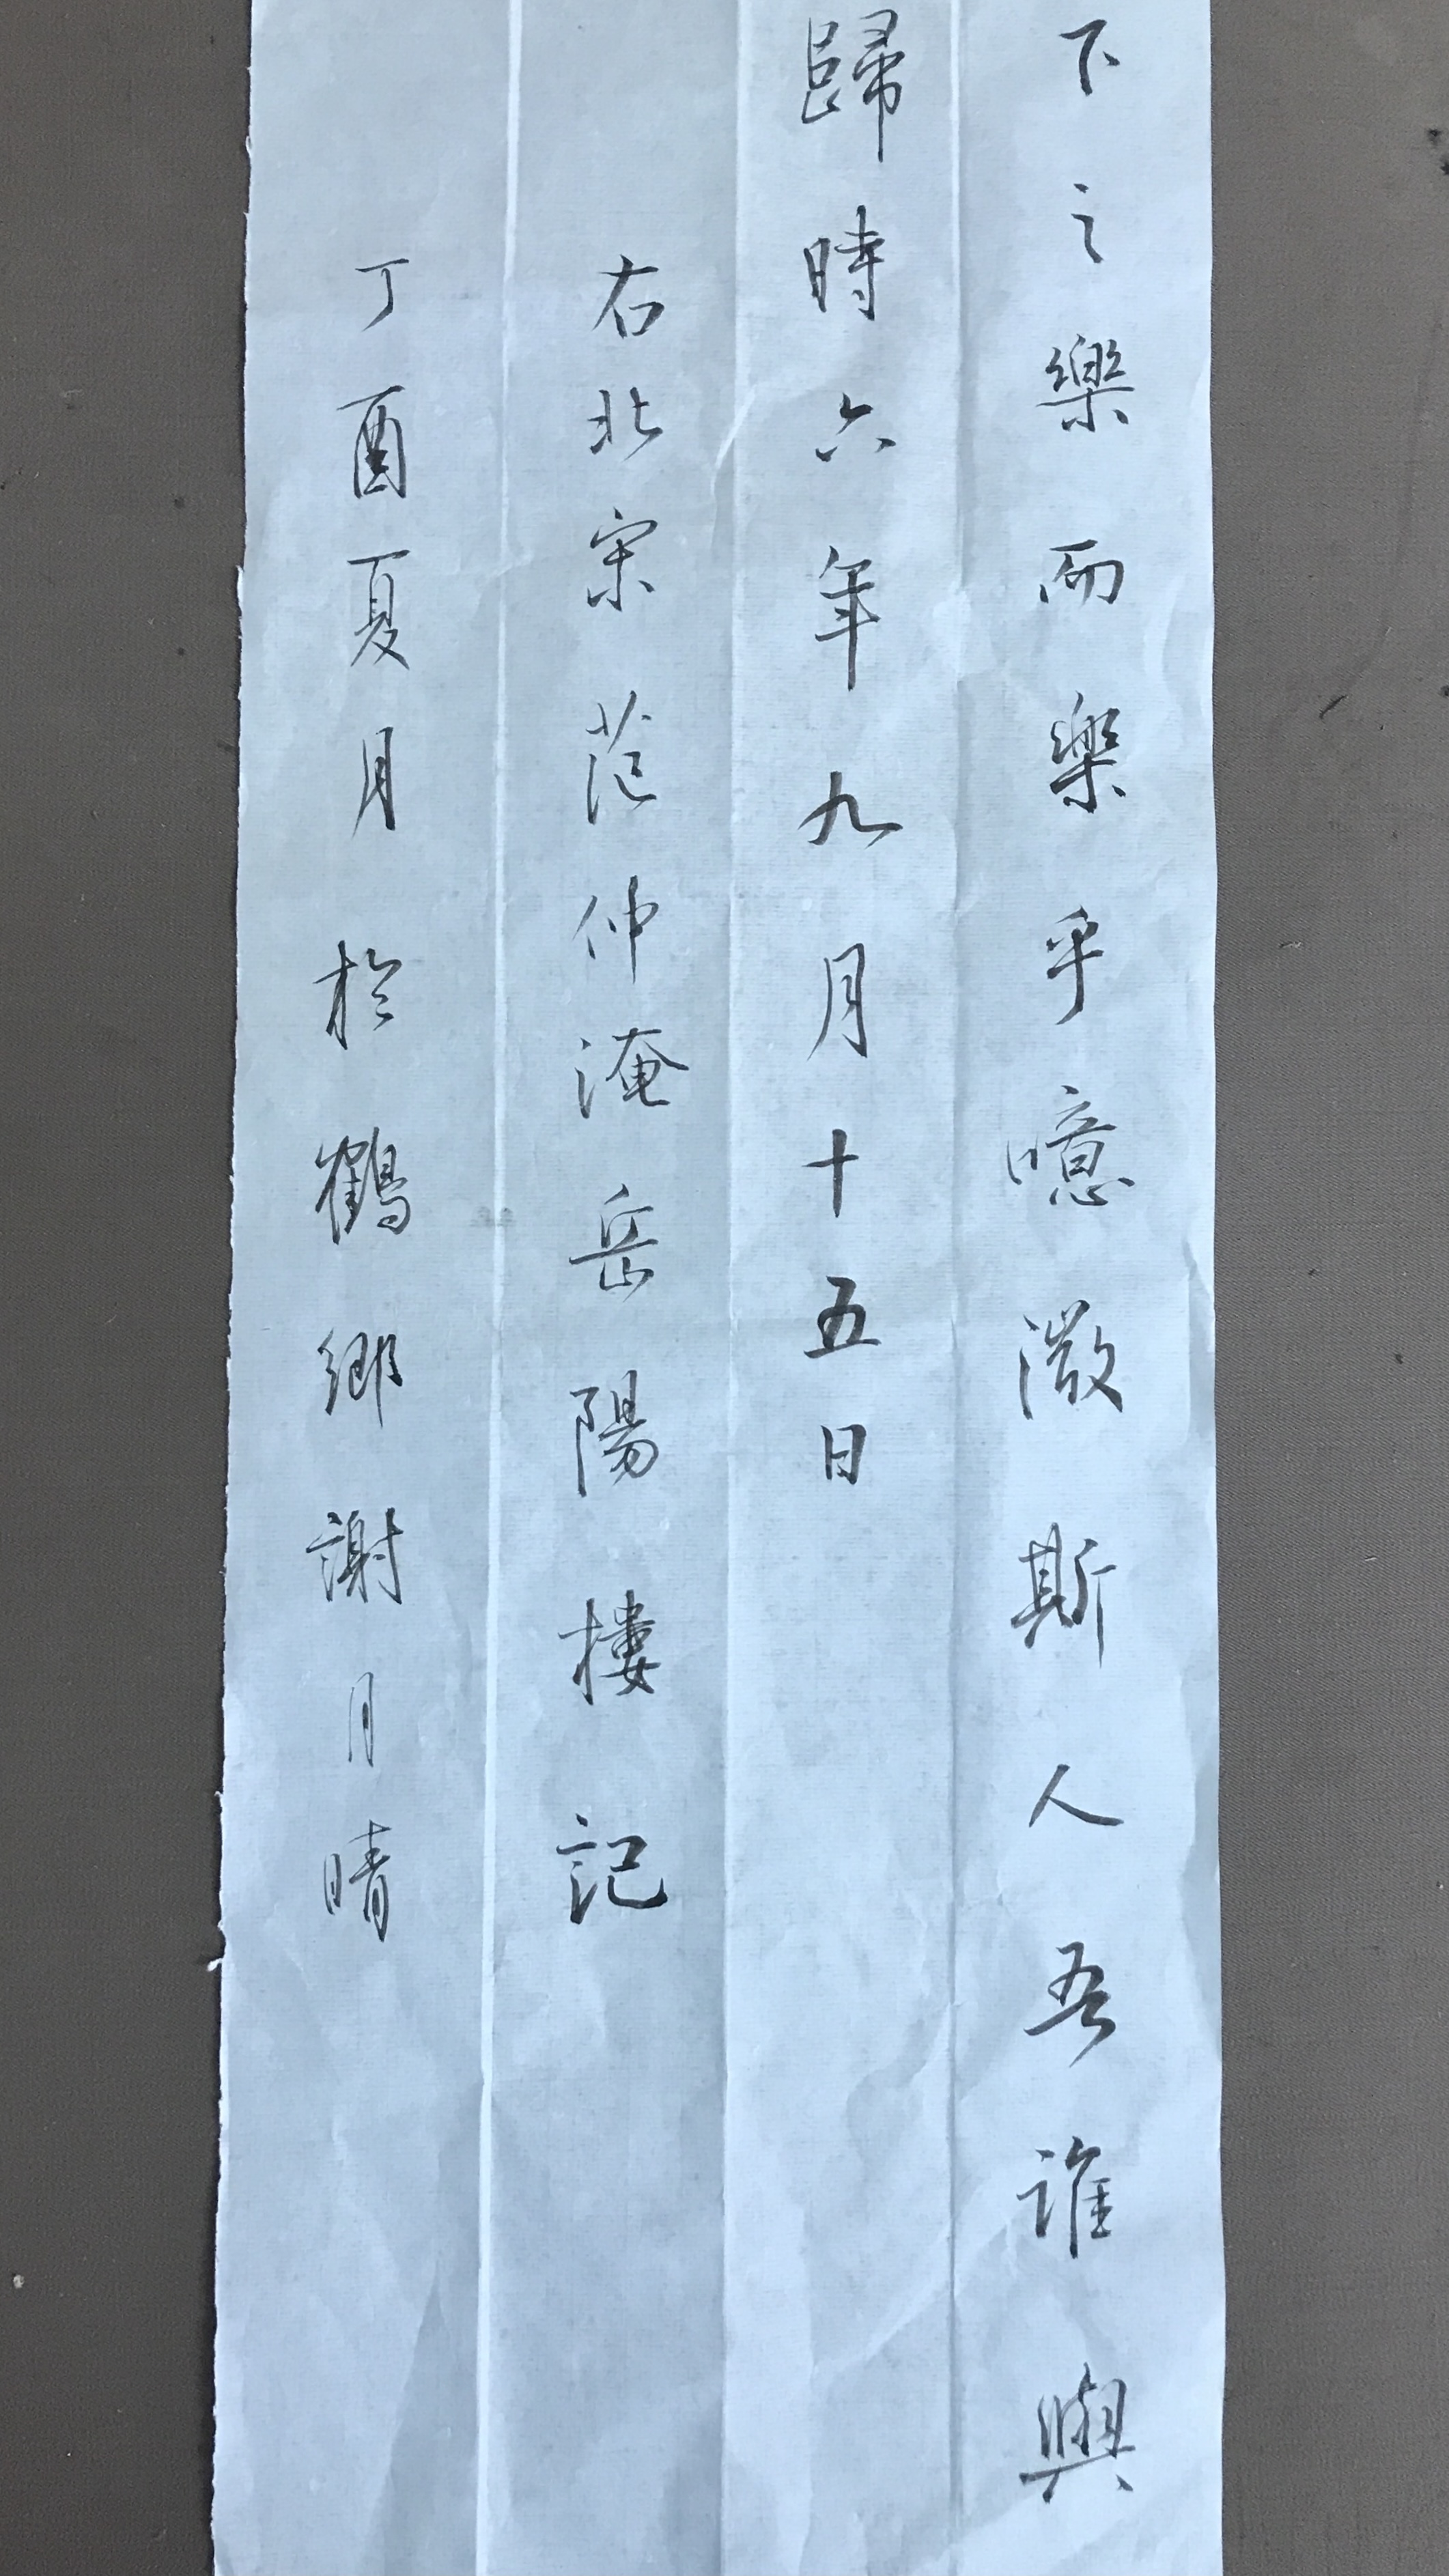 下之樂而樂乎噫微斯人吾誰與
歸時六年九月十五日
右北宋范仲淹岳陽樓記
丁酉夏月於鶴鄉謝月晴